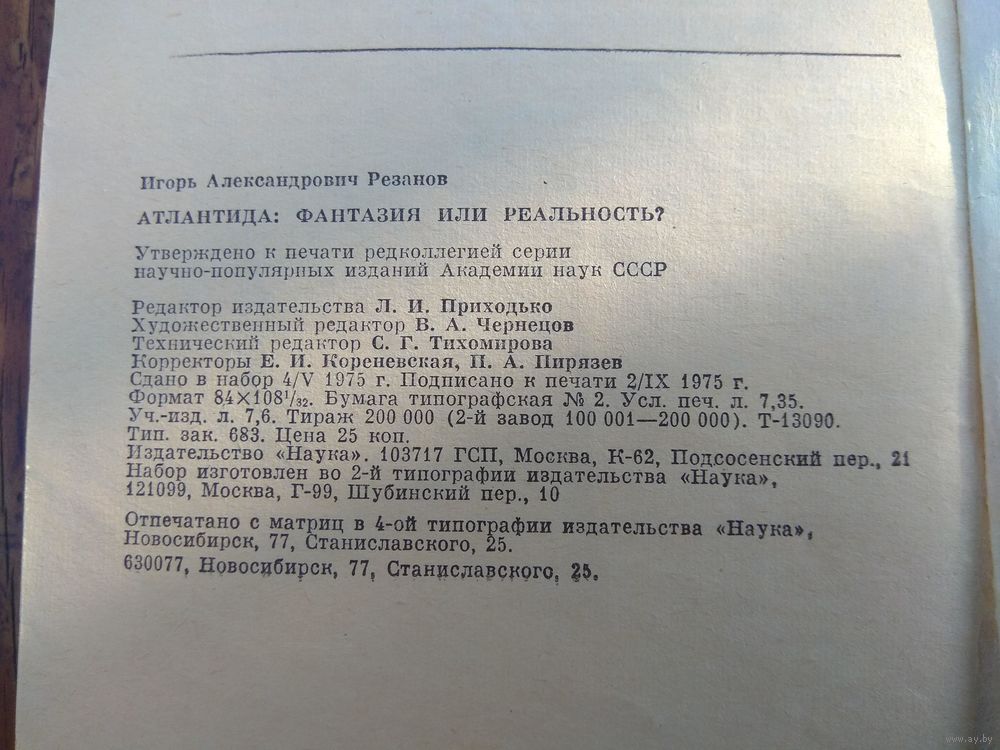 Игорь Александрович Резанов
АТЛАНТИДА: ФАНТАЗИЯ ИЛИ РЕАЛЬНОСТЬ?
Утверждено к печати редколлегией серии
научно-популярных изданий Академии наук СССР
Редактор издательства Л. И. Приходько
Художественный редактор В. А. Чернецов
Технический редактор С. Г. Тихомирова
Корректоры Е. И. Кореневская, П. А. Пирязев
Сдано в набор 4/V 1975 г. Подписано к печати 2/IX 1975 г.
Формат 84×108¹/₃₂. Бумага типографская № 2. Усл. печ. л. 7,35.
Уч.-изд. л. 7,6. Тираж 200 000 (2-й завод 100 001—200 000). Т-13090.
Тип. зак. 683. Цена 25 коп.
Издательство «Наука». 103717 ГСП, Москва, К-62, Подсосенский пер., 21
Набор изготовлен во 2-й типографии издательства «Наука»,
121099, Москва, Г-99, Шубинский пер., 10
Отпечатано с матриц в 4-ой типографии издательства «Наука»,
Новосибирск, 77, Станиславского, 25.
630077, Новосибирск, 77, Станиславского, 25.
www.ay.by